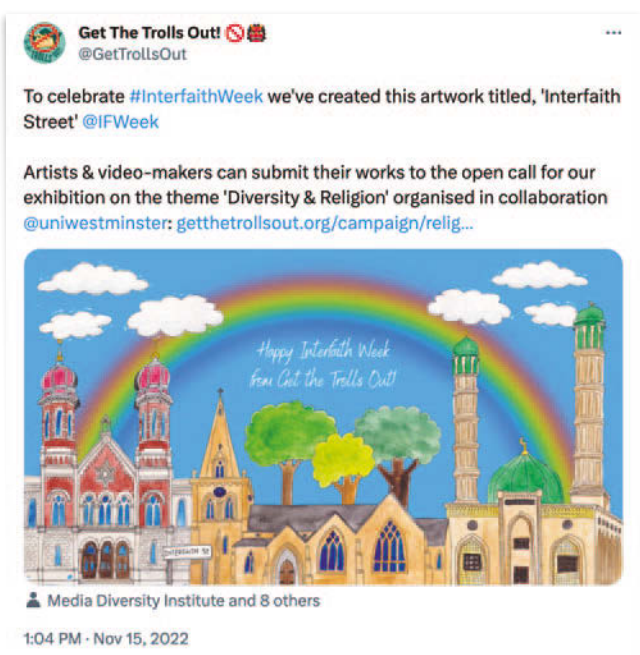 Get The Trolls Out! 🚫👹
@GetTrollsOut
To celebrate #InterfaithWeek we've created this artwork titled, 'Interfaith
Street' @IFWeek
Artists & video-makers can submit their works to the open call for our
exhibition on the theme 'Diversity & Religion' organised in collaboration
@uniwestminster: getthetrollsout.org/campaign/relig...
Happy Interfaith Week
from Get the Trolls Out!
INTERFAITH ST
Media Diversity Institute and 8 others
1:04 PM · Nov 15, 2022